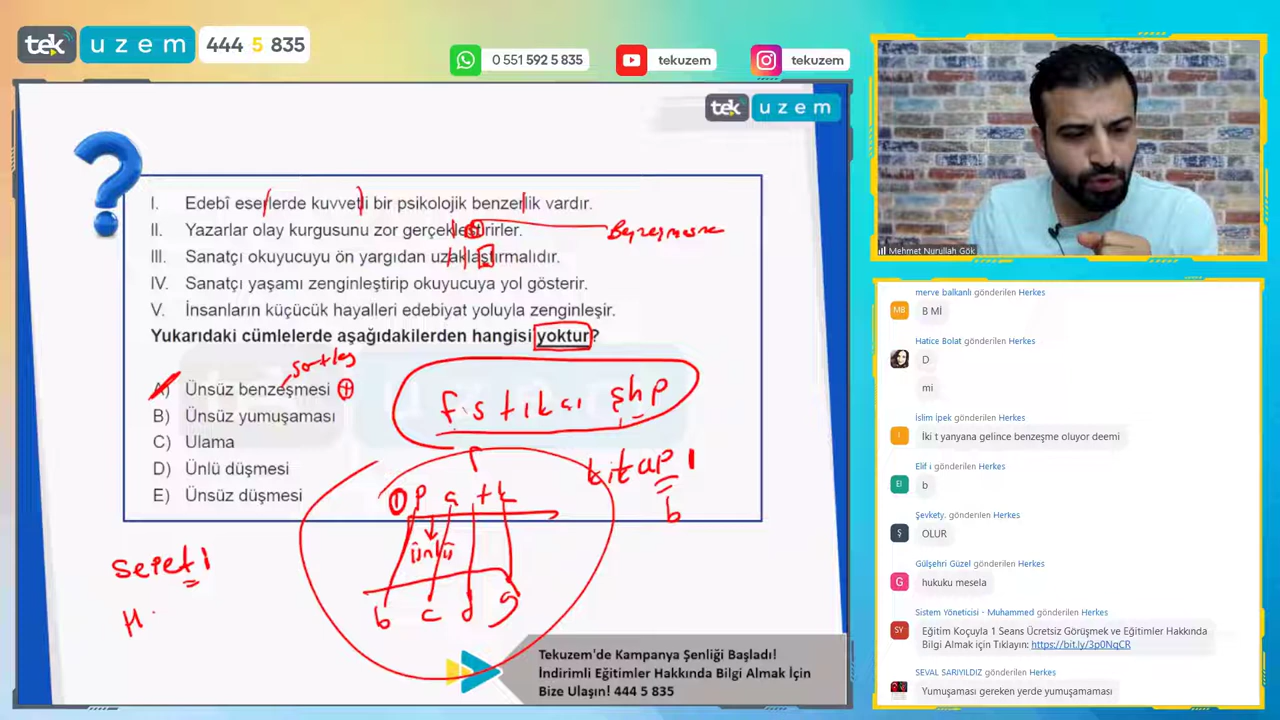 tek uzem 444 5 835
0 551 592 5 835 tekuzem tekuzem
tek uzem
I. Edebî eserlerde kuvvetli bir psikolojik benzerlik vardır.
II. Yazarlar olay kurgusunu zor gerçekleştirirler.
III. Sanatçı okuyucuyu ön yargıdan uzaklaştırmalıdır.
IV. Sanatçı yaşamı zenginleştirip okuyucuya yol gösterir.
V. İnsanların küçücük hayalleri edebiyat yoluyla zenginleşir.
Yukarıdaki cümlelerde aşağıdakilerden hangisi yoktur?
A) Ünsüz benzeşmesi
B) Ünsüz yumuşaması
C) Ulama
D) Ünlü düşmesi
E) Ünsüz düşmesi
şhp
kitap ı
b
ünlü
b c d g
Sepet ı
H
Tekuzem'de Kampanya Şenliği Başladı!
İndirimli Eğitimler Hakkında Bilgi Almak İçin
Bize Ulaşın! 444 5 835
Mehmet Nurullah Gök
merve balkanlı gönderilen Herkes
MB B Mİ
Hatice Bolat gönderilen Herkes
D
mi
İslim İpek gönderilen Herkes
İ İki t yanyana gelince benzeşme oluyor deemi
Elif i gönderilen Herkes
Eİ b
Şevkety. gönderilen Herkes
Ş OLUR
Gülşehri Güzel gönderilen Herkes
G hukuku mesela
Sistem Yöneticisi - Muhammed gönderilen Herkes
SY Eğitim Koçuyla 1 Seans Ücretsiz Görüşmek ve Eğitimler Hakkında
Bilgi Almak için Tıklayın: https://bit.ly/3p0NqCR
SEVAL SARIYILDIZ gönderilen Herkes
Yumuşaması gereken yerde yumuşamaması